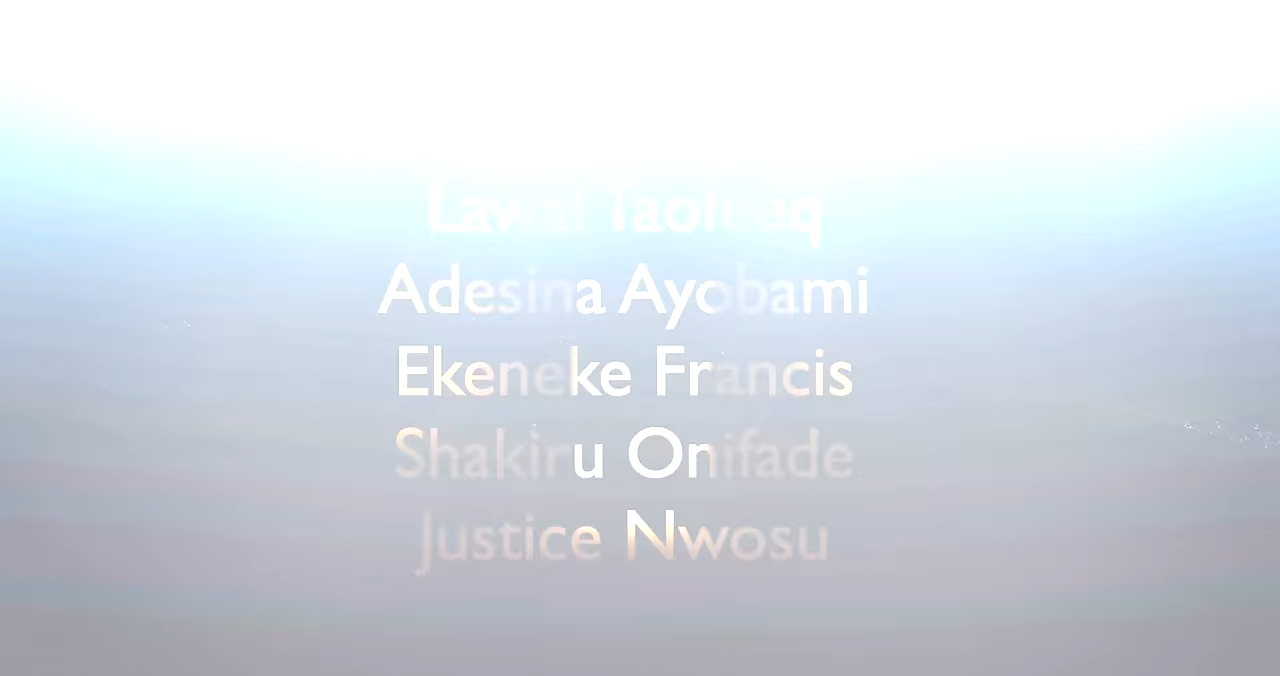 Lawal Taofeeq
Adesina Ayobami
Ekeneke Francis
Shakiru Onifade
Justice Nwosu